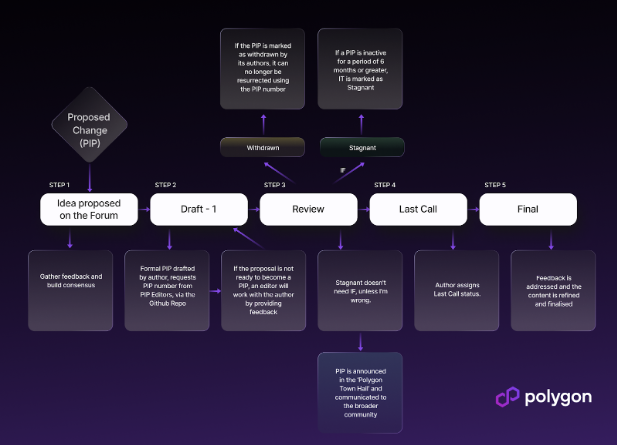 If the PIP is marked
as withdrawn by
its authors, it can
no longer be
resurrected using
the PIP number
If a PIP is inactive
for a period of 6
months or greater,
IT is marked as
Stagnant
Proposed
Change
(PIP)
Withdrawn
Stagnant
STEP 1
STEP 2
STEP 3
STEP 4
STEP 5
Idea proposed
on the Forum
Draft - 1
Review
Last Call
Final
Gather feedback and
build consensus
Formal PIP drafted
by author, requests
PIP number from
PIP Editors, via the
Github Repo
If the proposal is not
ready to become a
PIP, an editor will
work with the author
by providing
feedback
Stagnant doesn't
need IF, unless I'm
wrong.
Author assigns
Last Call status.
Feedback is
addressed and the
content is refined
and finalised
PIP is announced
in the 'Polygon
Town Hall' and
communicated to
the broader
community
polygon